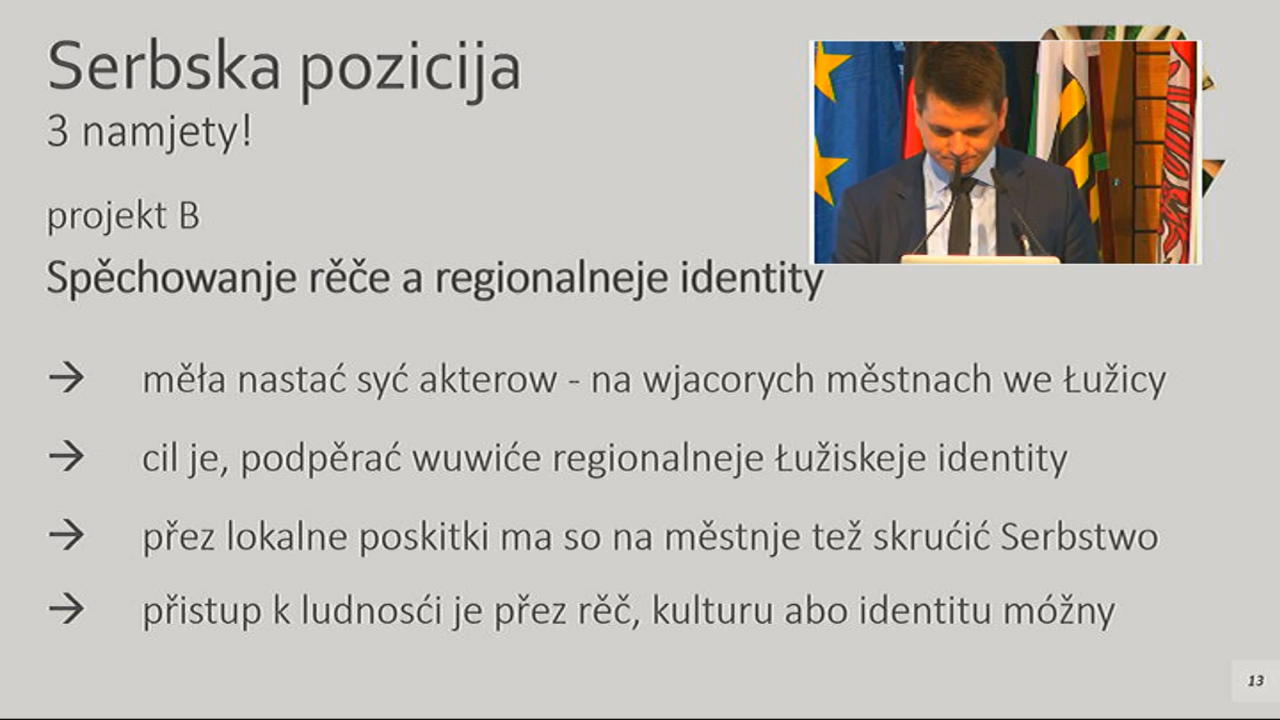 Serbska pozicija
3 namjety!
projekt B
Spěchowanje rěče a regionalneje identity
→ měła nastać syć akterow - na wjacorych městnach we Łužicy
→ cil je, podpěrać wuwiće regionalneje Łužiskeje identity
→ přez lokalne poskitki ma so na městnje tež skrućić Serbstwo
→ přistup k ludnosći je přez rěč, kulturu abo identitu móžny
13